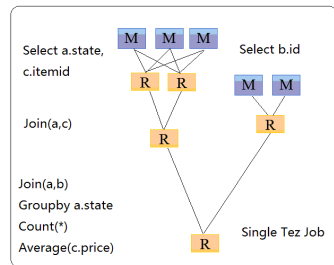 M M M
Select a.state,
c.itemid
Select b.id
R R
M M
Join(a,c)
R
R
Join(a,b)
Groupby a.state
Count(*)
Average(c.price)
R
Single Tez Job